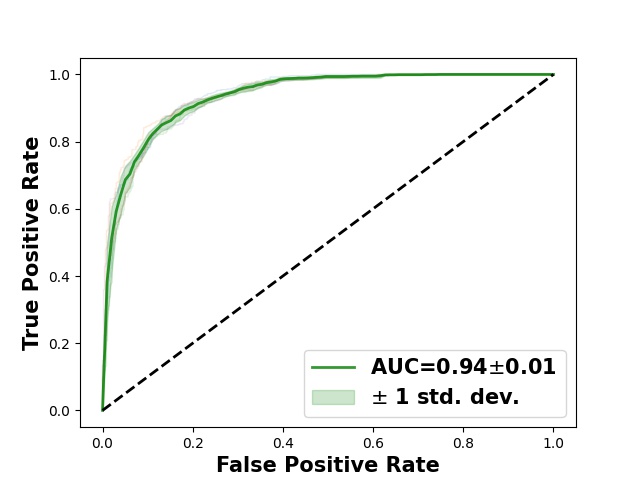 True Positive Rate
1.0
0.8
0.6
0.4
0.2
0.0
AUC=0.94±0.01
± 1 std. dev.
0.0 0.2 0.4 0.6 0.8 1.0
False Positive Rate